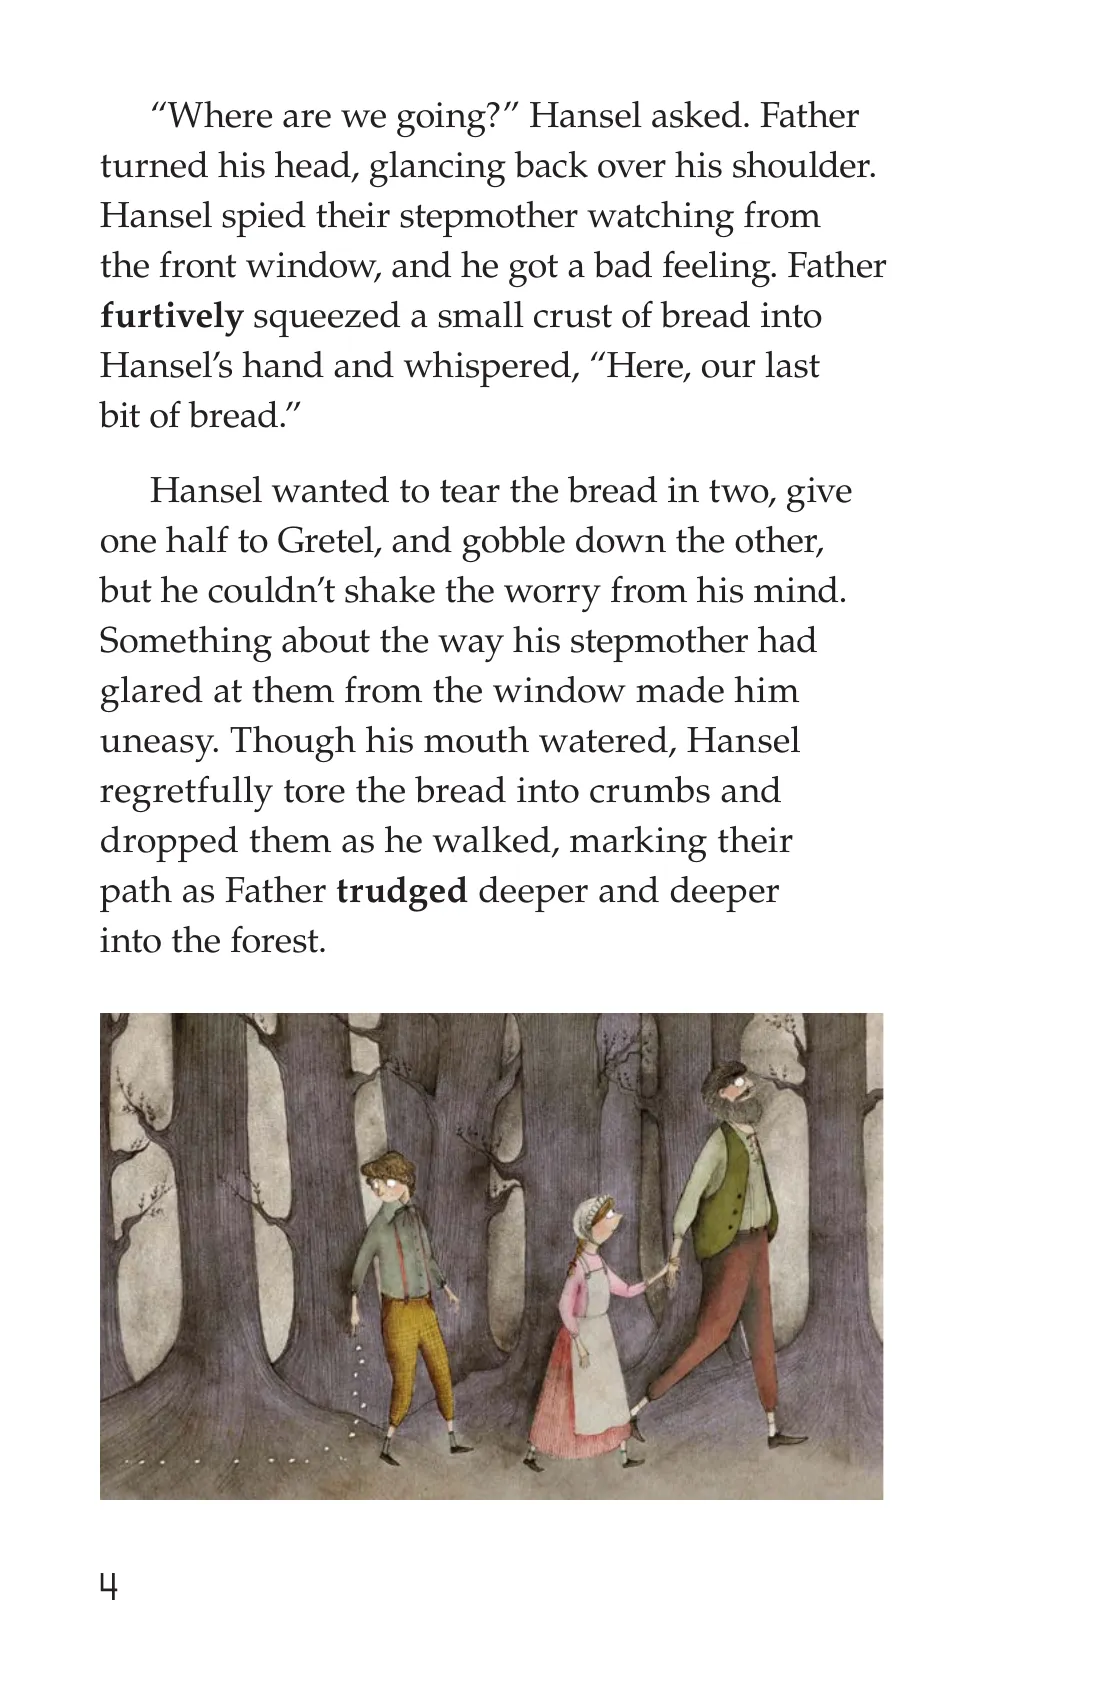 “Where are we going?” Hansel asked. Father
turned his head, glancing back over his shoulder.
Hansel spied their stepmother watching from
the front window, and he got a bad feeling. Father
furtively squeezed a small crust of bread into
Hansel’s hand and whispered, “Here, our last
bit of bread.”
Hansel wanted to tear the bread in two, give
one half to Gretel, and gobble down the other,
but he couldn’t shake the worry from his mind.
Something about the way his stepmother had
glared at them from the window made him
uneasy. Though his mouth watered, Hansel
regretfully tore the bread into crumbs and
dropped them as he walked, marking their
path as Father trudged deeper and deeper
into the forest.
4